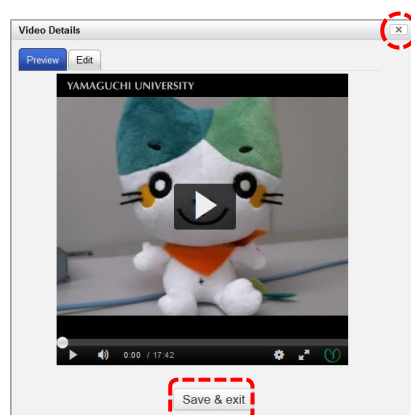 Video Details
Preview Edit
YAMAGUCHI UNIVERSITY
0:00 / 17:42
Save & exit